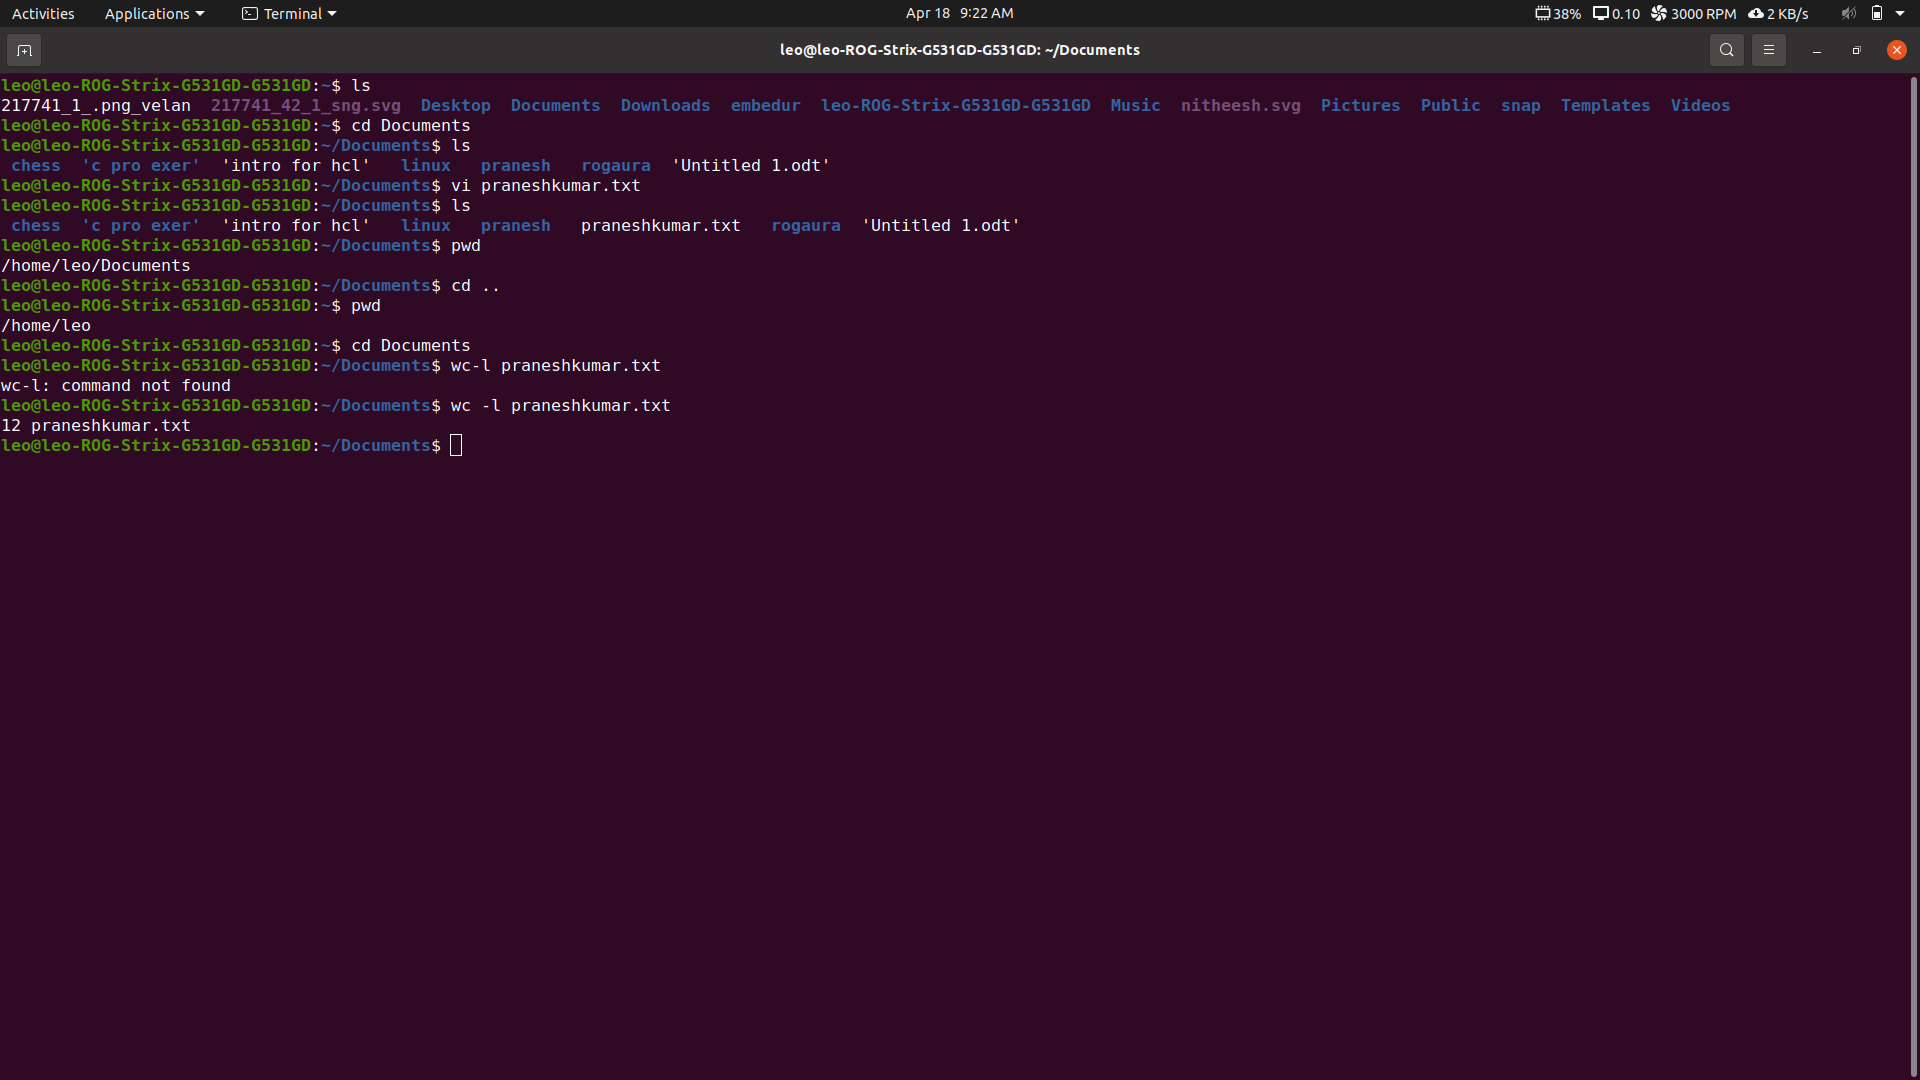 Activities Applications Terminal Apr 18 9:22 AM 38% 0.10 3000 RPM 2 KB/s
leo@leo-ROG-Strix-G531GD-G531GD: ~/Documents
leo@leo-ROG-Strix-G531GD-G531GD:~$ ls
217741_1_.png_velan 217741_42_1_sng.svg Desktop Documents Downloads embedur leo-ROG-Strix-G531GD-G531GD Music nitheesh.svg Pictures Public snap Templates Videos
leo@leo-ROG-Strix-G531GD-G531GD:~$ cd Documents
leo@leo-ROG-Strix-G531GD-G531GD:~/Documents$ ls
chess 'c pro exer' 'intro for hcl' linux pranesh rogaura 'Untitled 1.odt'
leo@leo-ROG-Strix-G531GD-G531GD:~/Documents$ vi praneshkumar.txt
leo@leo-ROG-Strix-G531GD-G531GD:~/Documents$ ls
chess 'c pro exer' 'intro for hcl' linux pranesh praneshkumar.txt rogaura 'Untitled 1.odt'
leo@leo-ROG-Strix-G531GD-G531GD:~/Documents$ pwd
/home/leo/Documents
leo@leo-ROG-Strix-G531GD-G531GD:~/Documents$ cd ..
leo@leo-ROG-Strix-G531GD-G531GD:~$ pwd
/home/leo
leo@leo-ROG-Strix-G531GD-G531GD:~$ cd Documents
leo@leo-ROG-Strix-G531GD-G531GD:~/Documents$ wc-l praneshkumar.txt
wc-l: command not found
leo@leo-ROG-Strix-G531GD-G531GD:~/Documents$ wc -l praneshkumar.txt
12 praneshkumar.txt
leo@leo-ROG-Strix-G531GD-G531GD:~/Documents$